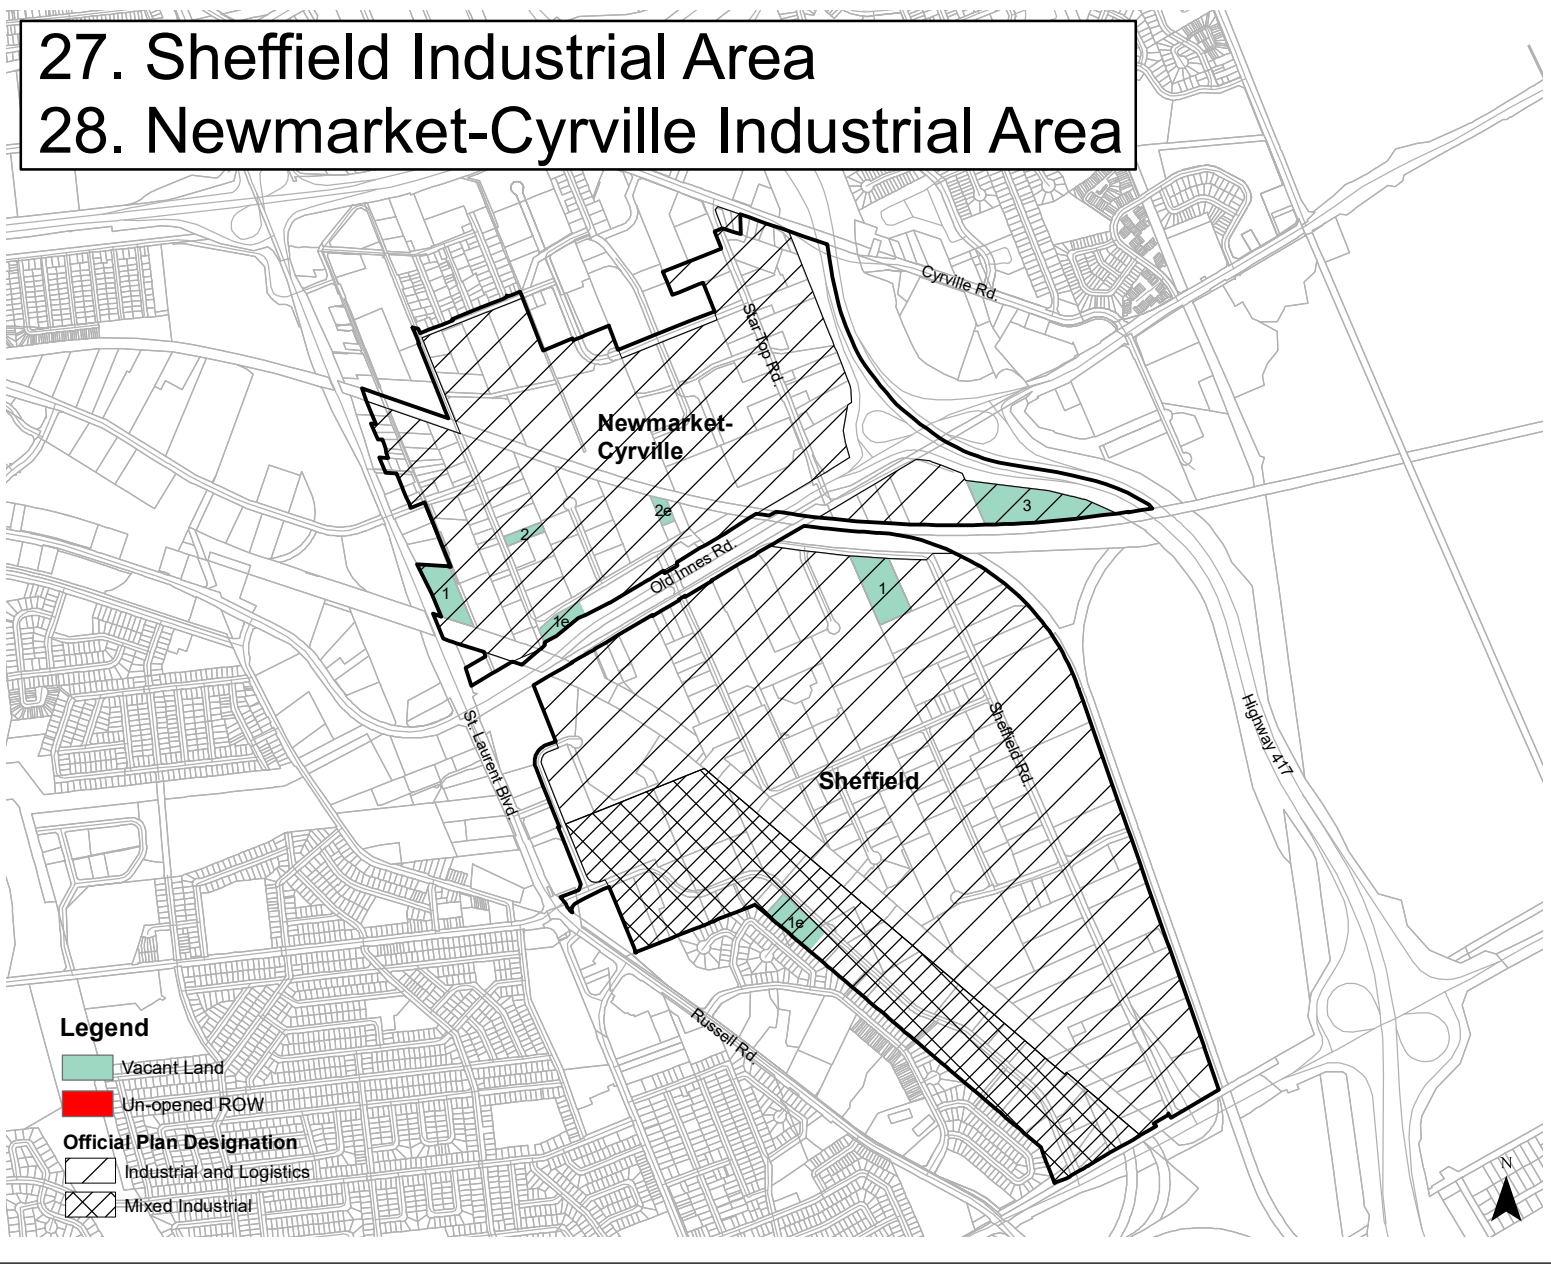 27. Sheffield Industrial Area
28. Newmarket-Cyrville Industrial Area
Cyrville Rd.
Star Top Rd.
Newmarket-
Cyrville
2e
3
2
Old Innes Rd.
1
1
1e
Sheffield Rd.
Highway 417
St. Laurent Blvd.
Sheffield
1e
Russell Rd.
Legend
Vacant Land
Un-opened ROW
Official Plan Designation
Industrial and Logistics
Mixed Industrial
N